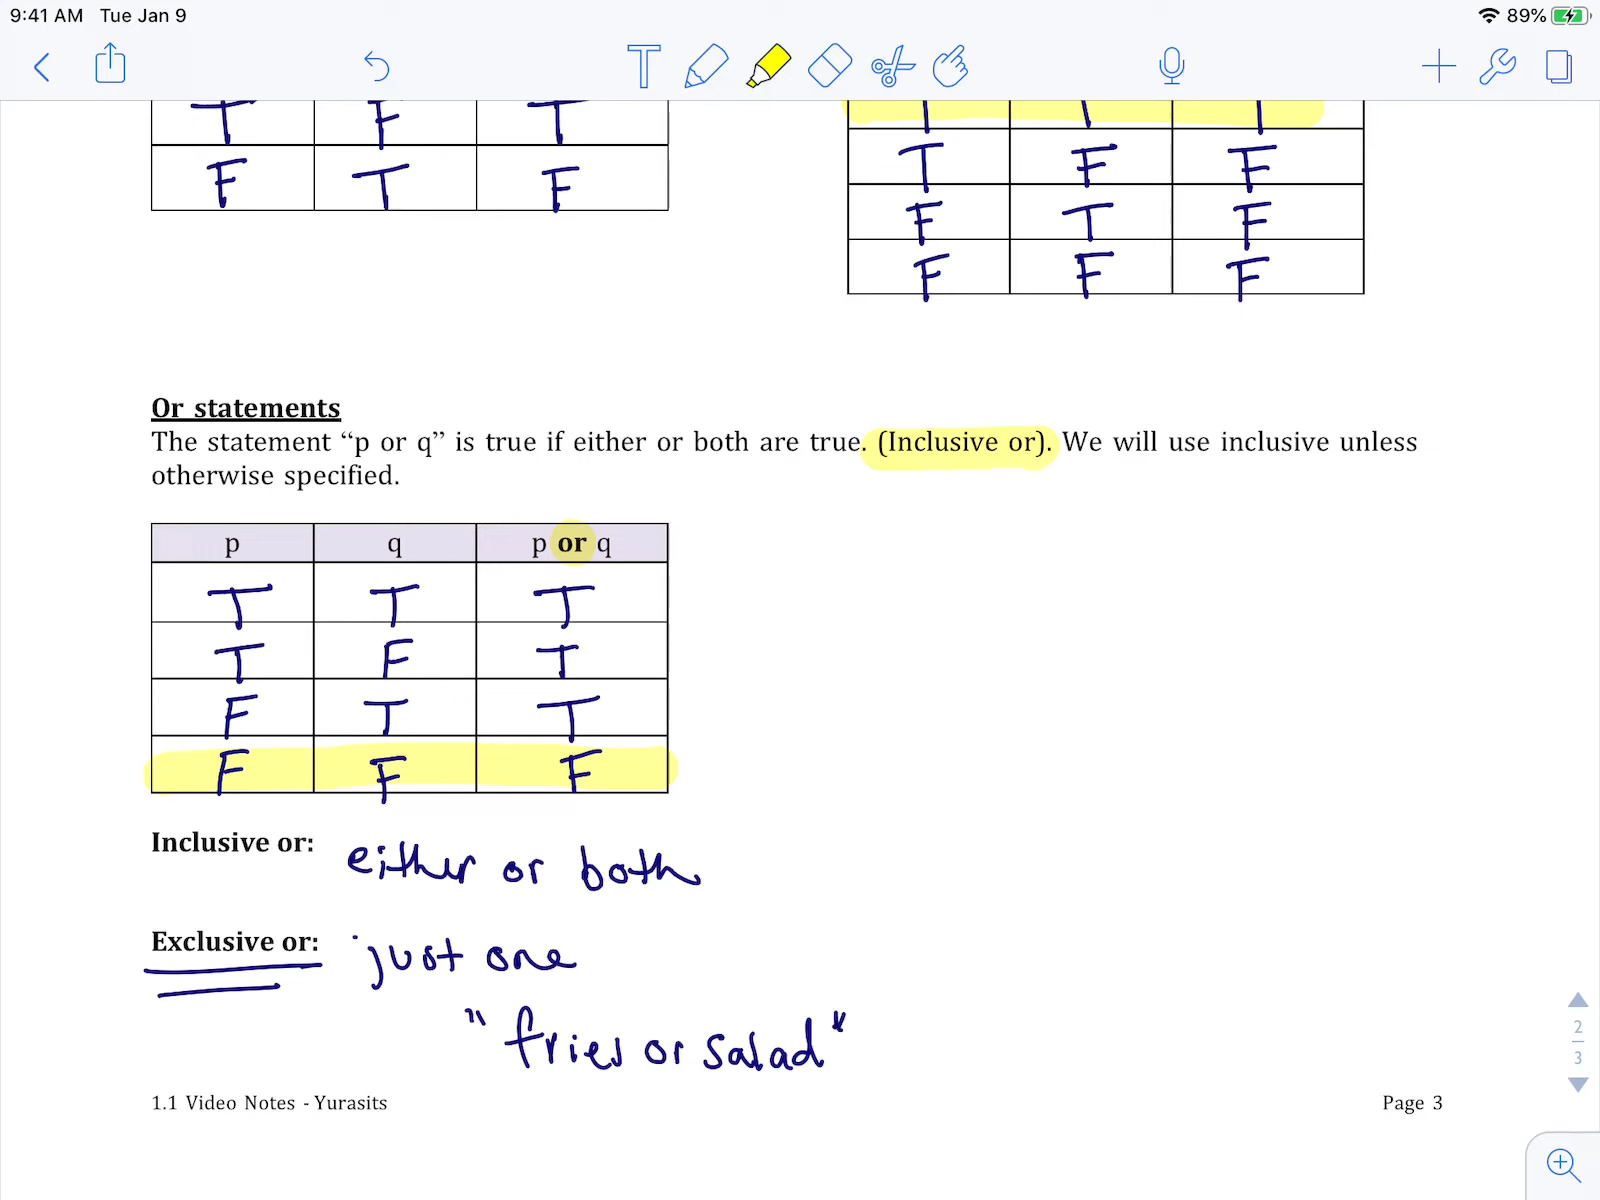 9:41 AM Tue Jan 9
89%
T F T
F T F
T T T
T F F
F T F
F F F
Or statements
The statement “p or q” is true if either or both are true. (Inclusive or). We will use inclusive unless
otherwise specified.
p q p or q
T T T
T F T
F T T
F F F
Inclusive or: either or both
Exclusive or: just one
"fries or salad"
1.1 Video Notes - Yurasits
Page 3
2
3